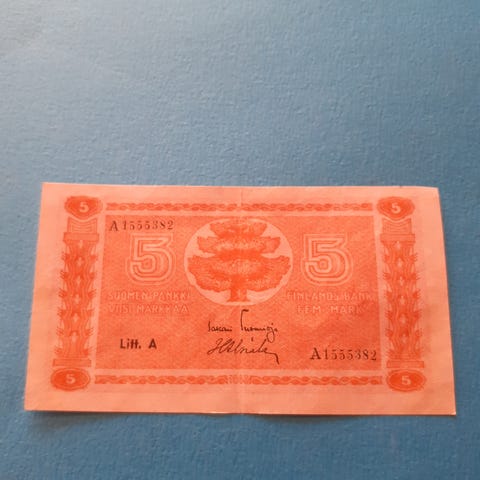 5 5
A1555382
5 5
SUOMEN PANKKI FINLANDS BANK
VIISI MARKKAA FEM MARK
Litt. A
A1555382
5 5